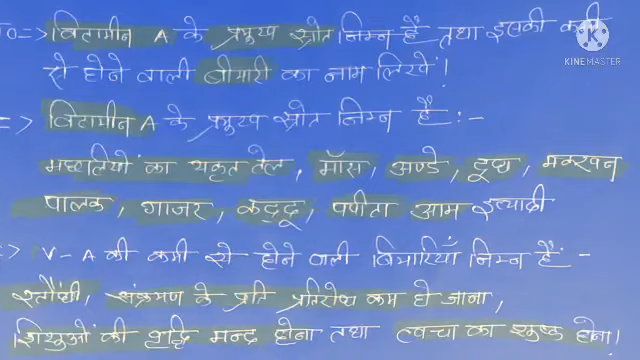 => विटामीन A के प्रमुख स्रोत निम्न हैं तथा इसकी कमी
से होने वाली बीमारी का नाम लिखें!
=> विटामीन A के प्रमुख स्रोत निम्न हैं :-
मछलियों का यकृत तेल, माँस, अण्डे, दूध, मक्खन
पालक, गाजर, कद्दू, पपीता आम इत्यादी
=> V-A की कमी से होने वाली बिमारियाँ निम्न हैं:-
रतौंधी, संक्रमण के प्रति प्रतिरोध कम हो जाना,
शिशुओं की वृद्धि मन्द होना तथा त्वचा का शुष्क होना।
KINEMASTER